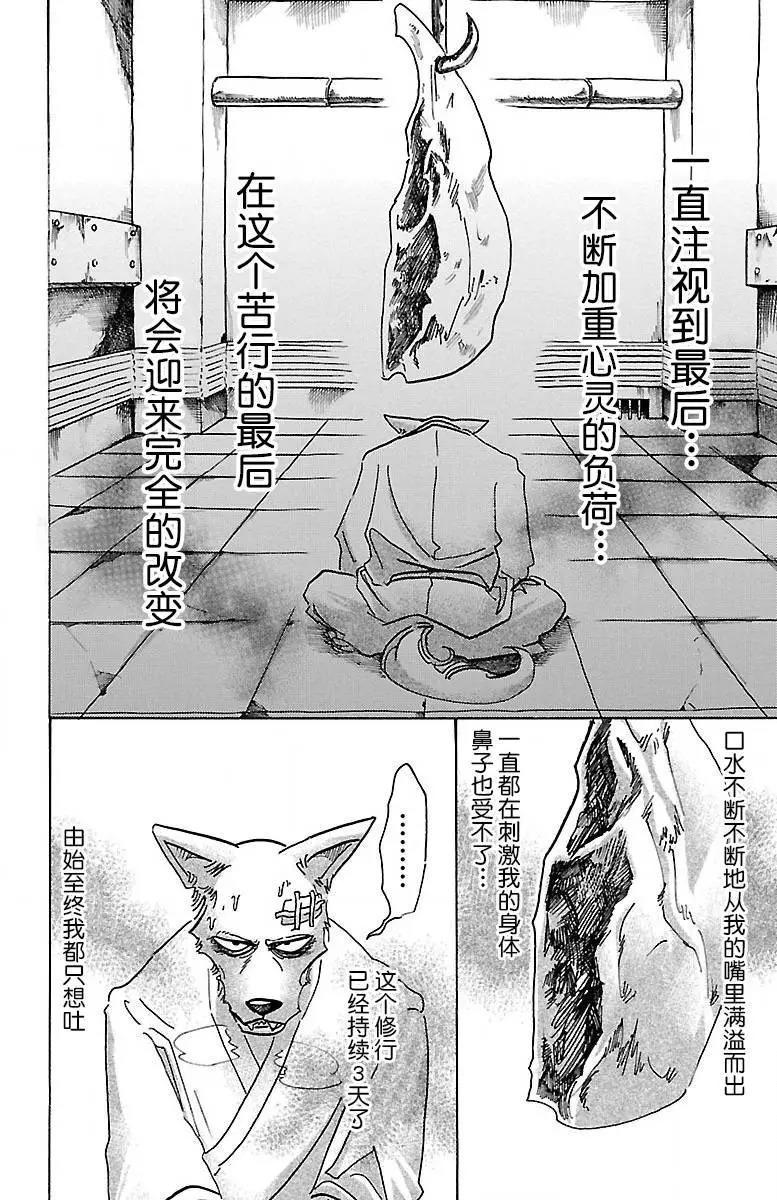 一直注视到最后…
不断加重心灵的负荷…
在这个苦行的最后
将会迎来完全的改变
口水不断不断地从我的嘴里满溢而出
一直都在刺激我的身体
鼻子也受不了…
……
这个修行
已经持续3天了
由始至终我都只想吐